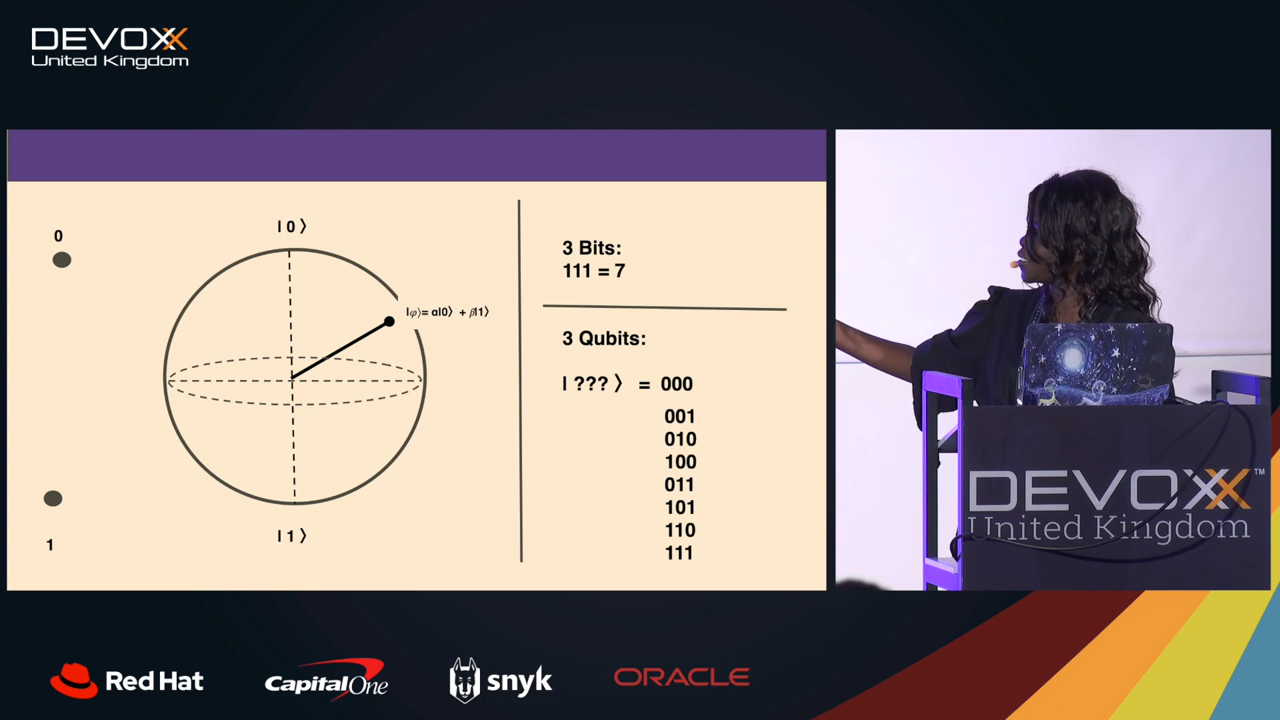 DEVOXX
United Kingdom
0
1
| 0 ⟩
|φ⟩= α|0⟩ + β|1⟩
| 1 ⟩
3 Bits:
111 = 7
3 Qubits:
| ??? ⟩ = 000
001
010
100
011
101
110
111
DEVOXX™
United Kingdom
Red Hat
Capital One
snyk
ORACLE